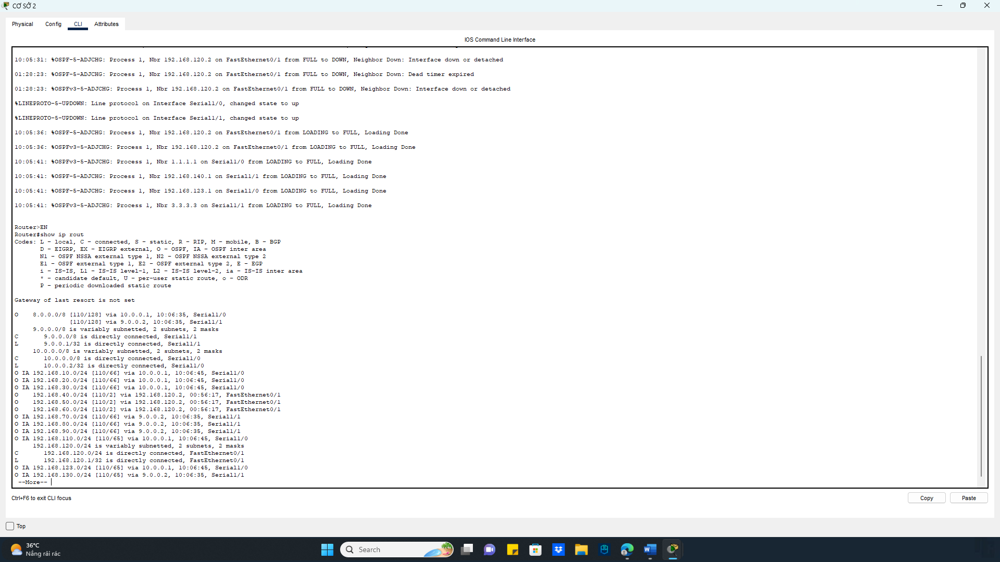 CƠ SỞ 2
Physical Config CLI Attributes
IOS Command Line Interface
10:05:31: %OSPF-5-ADJCHG: Process 1, Nbr 192.168.120.2 on FastEthernet0/1 from FULL to DOWN, Neighbor Down: Interface down or detached
01:28:23: %OSPF-5-ADJCHG: Process 1, Nbr 192.168.120.2 on FastEthernet0/1 from FULL to DOWN, Neighbor Down: Dead timer expired
01:28:23: %OSPFv3-5-ADJCHG: Process 1, Nbr 192.168.120.2 on FastEthernet0/1 from FULL to DOWN, Neighbor Down: Interface down or detached
%LINEPROTO-5-UPDOWN: Line protocol on Interface Serial1/0, changed state to up
%LINEPROTO-5-UPDOWN: Line protocol on Interface Serial1/1, changed state to up
10:05:36: %OSPF-5-ADJCHG: Process 1, Nbr 192.168.120.2 on FastEthernet0/1 from LOADING to FULL, Loading Done
10:05:36: %OSPFv3-5-ADJCHG: Process 1, Nbr 192.168.120.2 on FastEthernet0/1 from LOADING to FULL, Loading Done
10:05:41: %OSPFv3-5-ADJCHG: Process 1, Nbr 1.1.1.1 on Serial1/0 from LOADING to FULL, Loading Done
10:05:41: %OSPF-5-ADJCHG: Process 1, Nbr 192.168.140.1 on Serial1/1 from LOADING to FULL, Loading Done
10:05:41: %OSPF-5-ADJCHG: Process 1, Nbr 192.168.123.1 on Serial1/0 from LOADING to FULL, Loading Done
10:05:41: %OSPFv3-5-ADJCHG: Process 1, Nbr 3.3.3.3 on Serial1/1 from LOADING to FULL, Loading Done
Router>EN
Router#show ip rout
Codes: L - local, C - connected, S - static, R - RIP, M - mobile, B - BGP
D - EIGRP, EX - EIGRP external, O - OSPF, IA - OSPF inter area
N1 - OSPF NSSA external type 1, N2 - OSPF NSSA external type 2
E1 - OSPF external type 1, E2 - OSPF external type 2, E - EGP
i - IS-IS, L1 - IS-IS level-1, L2 - IS-IS level-2, ia - IS-IS inter area
* - candidate default, U - per-user static route, o - ODR
P - periodic downloaded static route
Gateway of last resort is not set
O 8.0.0.0/8 [110/128] via 10.0.0.1, 10:06:35, Serial1/0
[110/128] via 9.0.0.2, 10:06:35, Serial1/1
9.0.0.0/8 is variably subnetted, 2 subnets, 2 masks
C 9.0.0.0/8 is directly connected, Serial1/1
L 9.0.0.1/32 is directly connected, Serial1/1
10.0.0.0/8 is variably subnetted, 2 subnets, 2 masks
C 10.0.0.0/8 is directly connected, Serial1/0
L 10.0.0.2/32 is directly connected, Serial1/0
O IA 192.168.10.0/24 [110/66] via 10.0.0.1, 10:06:45, Serial1/0
O IA 192.168.20.0/24 [110/66] via 10.0.0.1, 10:06:45, Serial1/0
O IA 192.168.30.0/24 [110/66] via 10.0.0.1, 10:06:45, Serial1/0
O 192.168.40.0/24 [110/2] via 192.168.120.2, 00:56:17, FastEthernet0/1
O 192.168.50.0/24 [110/2] via 192.168.120.2, 00:56:17, FastEthernet0/1
O 192.168.60.0/24 [110/2] via 192.168.120.2, 00:56:17, FastEthernet0/1
O IA 192.168.70.0/24 [110/66] via 9.0.0.2, 10:06:35, Serial1/1
O IA 192.168.80.0/24 [110/66] via 9.0.0.2, 10:06:35, Serial1/1
O IA 192.168.90.0/24 [110/66] via 9.0.0.2, 10:06:35, Serial1/1
O IA 192.168.110.0/24 [110/65] via 10.0.0.1, 10:06:45, Serial1/0
192.168.120.0/24 is variably subnetted, 2 subnets, 2 masks
C 192.168.120.0/24 is directly connected, FastEthernet0/1
L 192.168.120.1/32 is directly connected, FastEthernet0/1
O IA 192.168.123.0/24 [110/65] via 10.0.0.1, 10:06:45, Serial1/0
O IA 192.168.130.0/24 [110/65] via 9.0.0.2, 10:06:35, Serial1/1
--More--
Ctrl+F6 to exit CLI focus
Copy Paste
Top
36°C
Nắng rải rác
Search